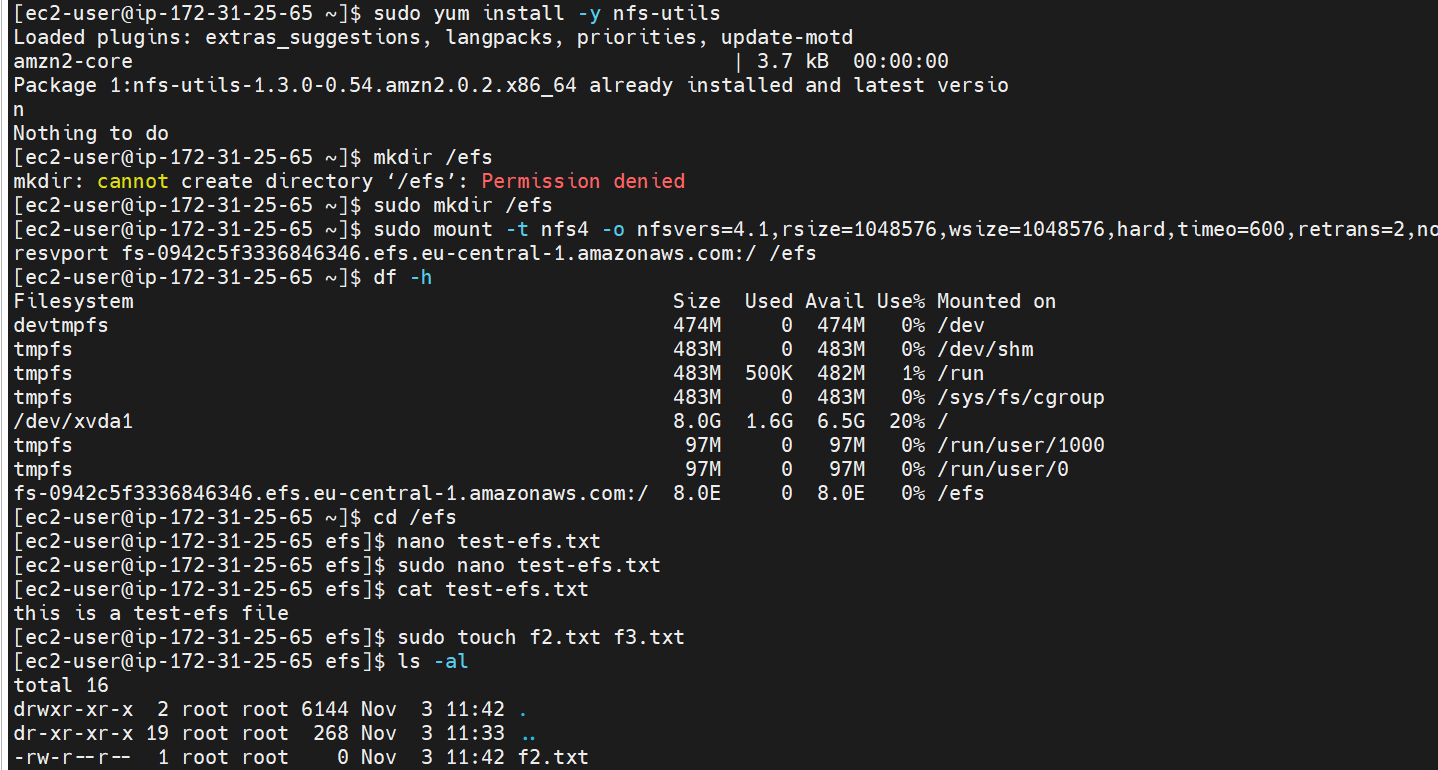 [ec2-user@ip-172-31-25-65 ~]$ sudo yum install -y nfs-utils
Loaded plugins: extras_suggestions, langpacks, priorities, update-motd
amzn2-core                                                  | 3.7 kB  00:00:00
Package 1:nfs-utils-1.3.0-0.54.amzn2.0.2.x86_64 already installed and latest versio
n
Nothing to do
[ec2-user@ip-172-31-25-65 ~]$ mkdir /efs
mkdir: cannot create directory ‘/efs’: Permission denied
[ec2-user@ip-172-31-25-65 ~]$ sudo mkdir /efs
[ec2-user@ip-172-31-25-65 ~]$ sudo mount -t nfs4 -o nfsvers=4.1,rsize=1048576,wsize=1048576,hard,timeo=600,retrans=2,no
resvport fs-0942c5f3336846346.efs.eu-central-1.amazonaws.com:/ /efs
[ec2-user@ip-172-31-25-65 ~]$ df -h
Filesystem                                             Size  Used Avail Use% Mounted on
devtmpfs                                               474M     0  474M   0% /dev
tmpfs                                                  483M     0  483M   0% /dev/shm
tmpfs                                                  483M  500K  482M   1% /run
tmpfs                                                  483M     0  483M   0% /sys/fs/cgroup
/dev/xvda1                                             8.0G  1.6G  6.5G  20% /
tmpfs                                                   97M     0   97M   0% /run/user/1000
tmpfs                                                   97M     0   97M   0% /run/user/0
fs-0942c5f3336846346.efs.eu-central-1.amazonaws.com:/  8.0E     0  8.0E   0% /efs
[ec2-user@ip-172-31-25-65 ~]$ cd /efs
[ec2-user@ip-172-31-25-65 efs]$ nano test-efs.txt
[ec2-user@ip-172-31-25-65 efs]$ sudo nano test-efs.txt
[ec2-user@ip-172-31-25-65 efs]$ cat test-efs.txt
this is a test-efs file
[ec2-user@ip-172-31-25-65 efs]$ sudo touch f2.txt f3.txt
[ec2-user@ip-172-31-25-65 efs]$ ls -al
total 16
drwxr-xr-x  2 root root 6144 Nov  3 11:42 .
dr-xr-xr-x 19 root root  268 Nov  3 11:33 ..
-rw-r--r--  1 root root    0 Nov  3 11:42 f2.txt